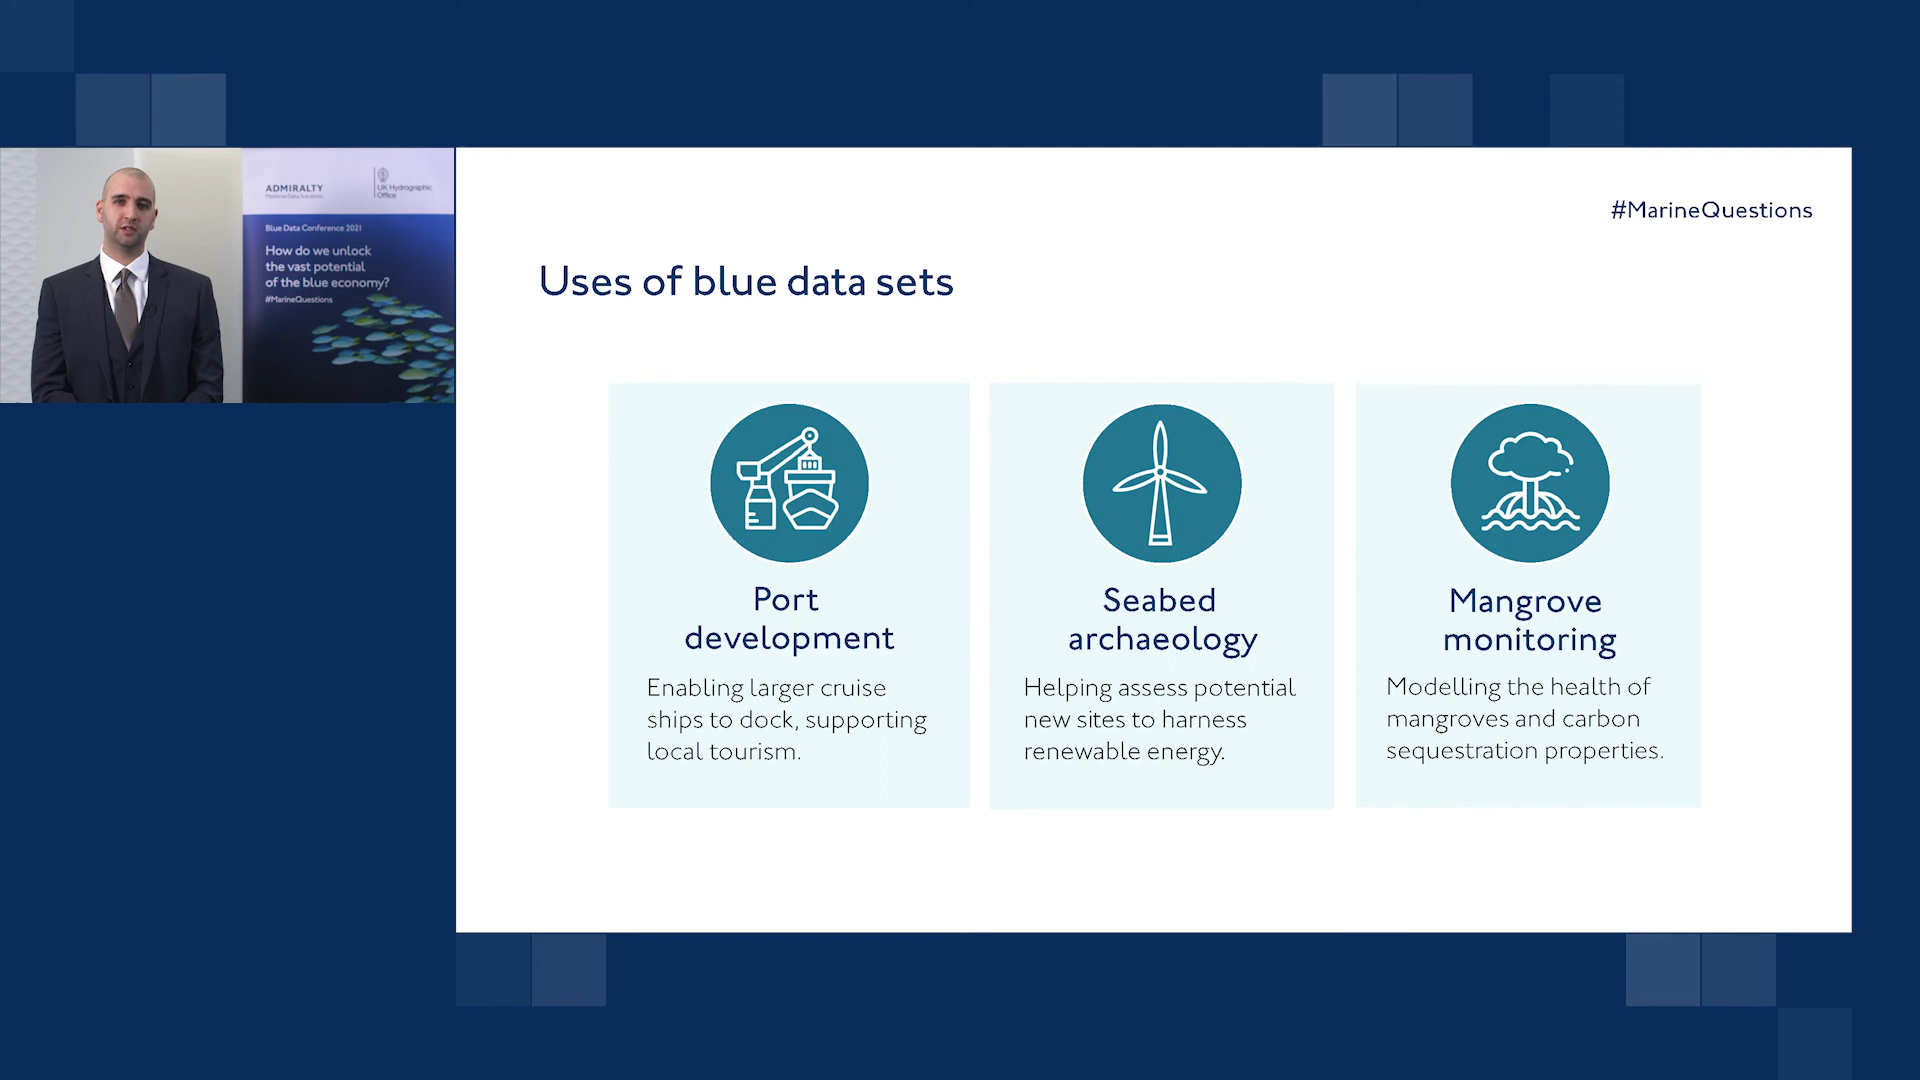 ADMIRALTY
Maritime Data Solutions
UK Hydrographic
Office
Blue Data Conference 2021
How do we unlock
the vast potential
of the blue economy?
#MarineQuestions
#MarineQuestions
Uses of blue data sets
Port
development
Enabling larger cruise
ships to dock, supporting
local tourism.
Seabed
archaeology
Helping assess potential
new sites to harness
renewable energy.
Mangrove
monitoring
Modelling the health of
mangroves and carbon
sequestration properties.